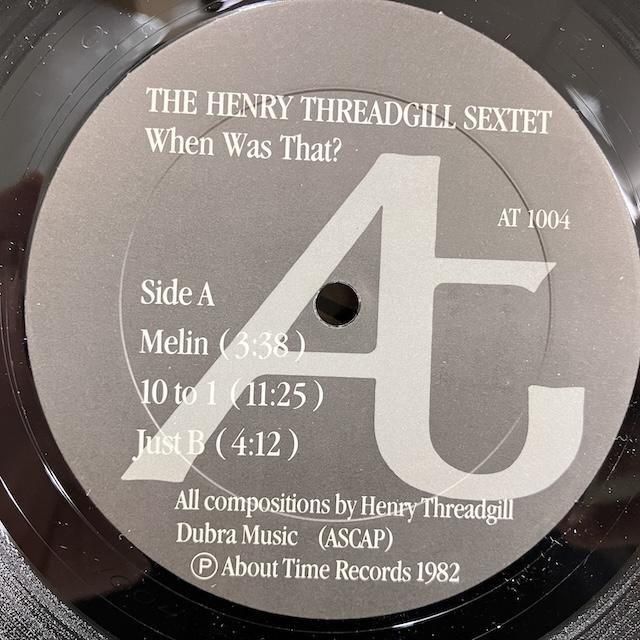 THE HENRY THREADGILL SEXTET
When Was That?
At
AT 1004
Side A
Melin (3:38)
10 to 1 (11:25)
Just B (4:12)
All compositions by Henry Threadgill
Dubra Music (ASCAP)
Ⓟ About Time Records 1982